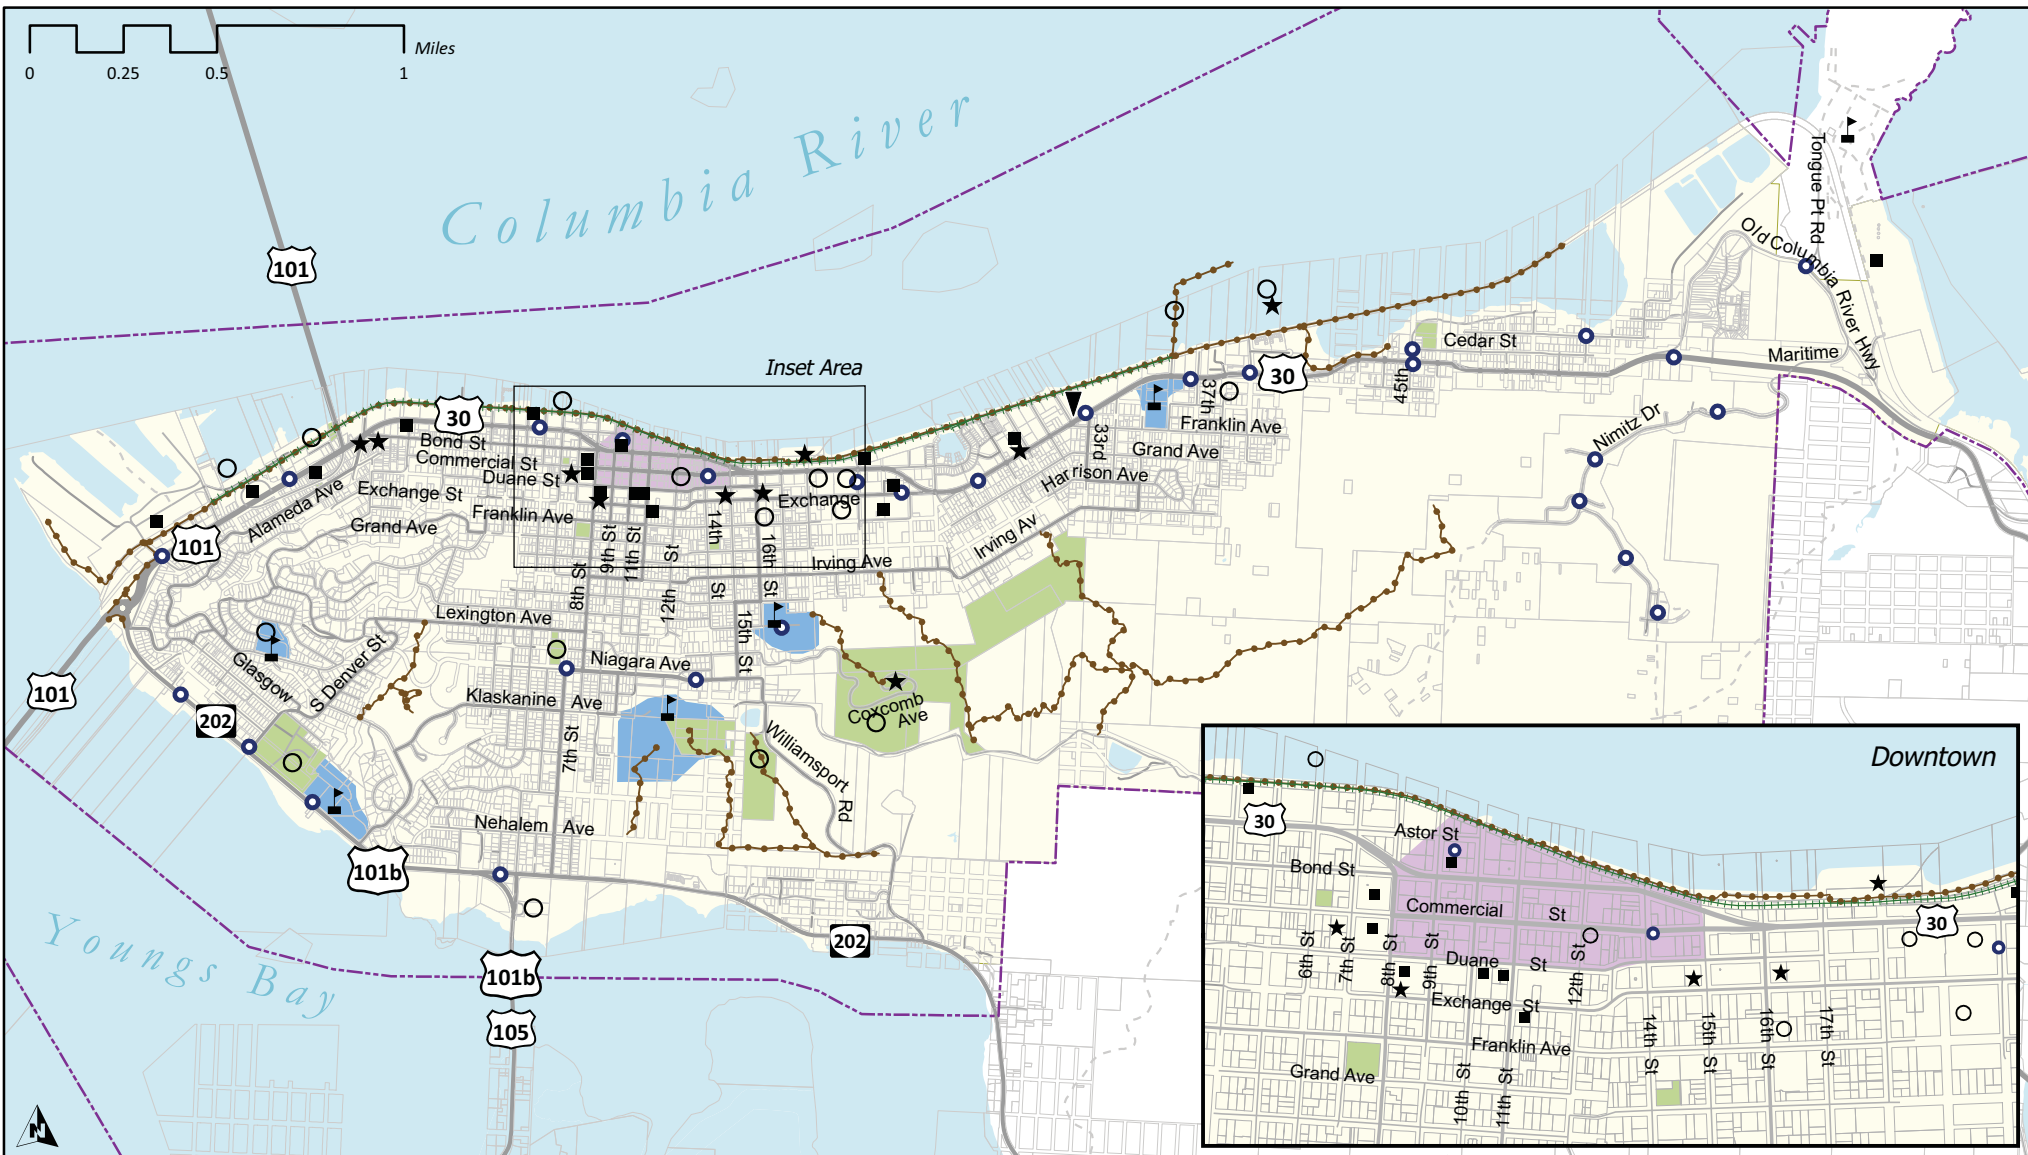 Miles
0
0.25
0.5
1
Columbia River
101
Tongue Pt Rd
Old Columbia River Hwy
Inset Area
30
Bond St
Commercial St
Duane St
Exchange St
Franklin Ave
Grand Ave
Alameda Ave
101
Exchange
14th
St
16th
St
9th St
11th St
12th
St
8th St
15th
St
Irving Ave
Irving Av
Harrison Ave
33rd
37th
Franklin Ave
Grand Ave
30
45th
Cedar St
Maritime
Nimitz Dr
Lexington Ave
Niagara Ave
Klaskanine Ave
Glasgow
S Denver St
101
202
7th St
Coxcomb
Ave
Williamsport
Rd
Nehalem Ave
101b
202
Youngs Bay
101b
105
N
Downtown
30
Astor St
Bond St
Commercial St
30
6th St
7th St
8th St
9th St
Duane St
12th St
Exchange St
Franklin Ave
Grand Ave
10th St
11th St
14th St
15th St
16th St
17th St